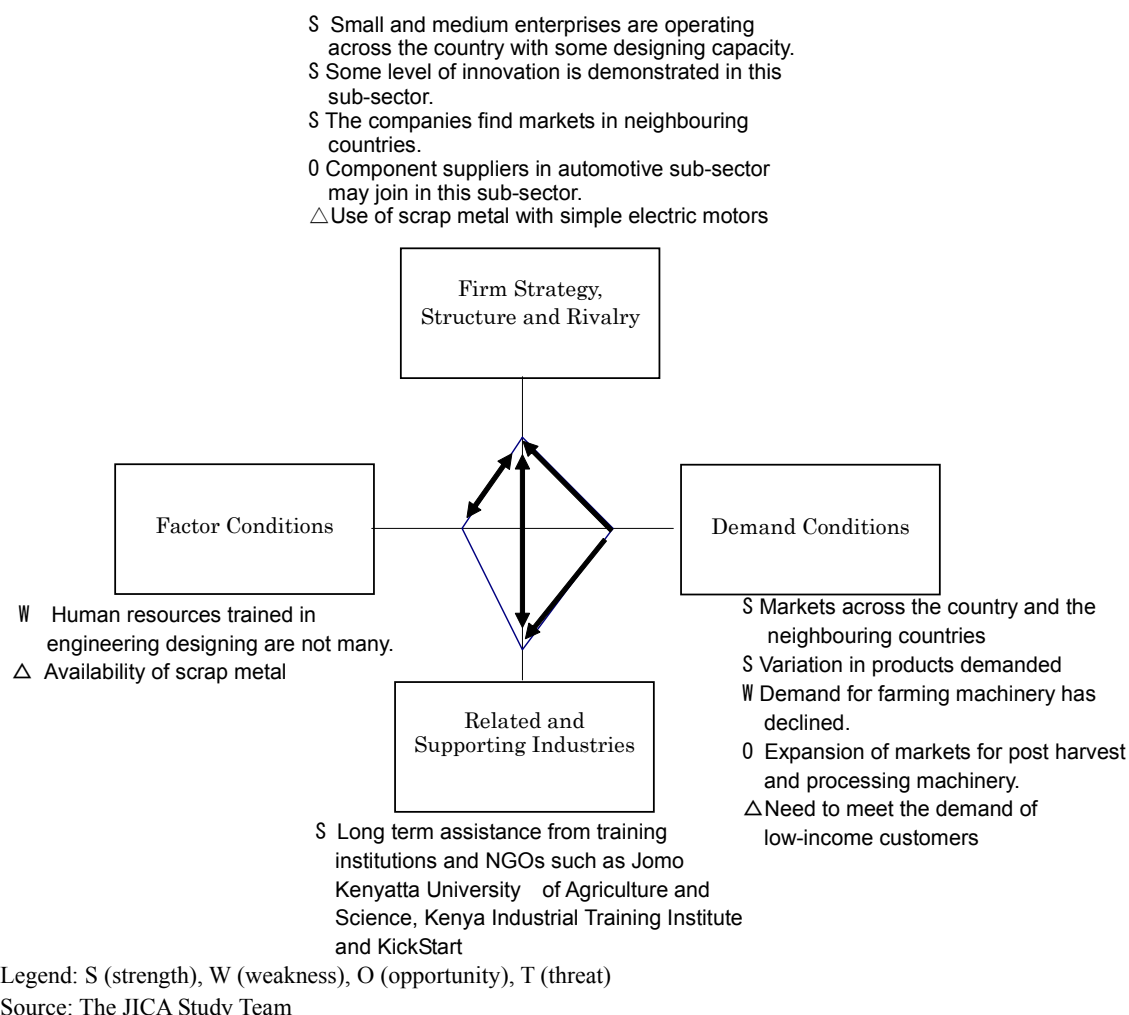 S Small and medium enterprises are operating
across the country with some designing capacity.
S Some level of innovation is demonstrated in this
sub-sector.
S The companies find markets in neighbouring
countries.
O Component suppliers in automotive sub-sector
may join in this sub-sector.
△Use of scrap metal with simple electric motors
Firm Strategy,
Structure and Rivalry
Factor Conditions
Demand Conditions
W Human resources trained in
engineering designing are not many.
△ Availability of scrap metal
S Markets across the country and the
neighbouring countries
S Variation in products demanded
W Demand for farming machinery has
declined.
O Expansion of markets for post harvest
and processing machinery.
△Need to meet the demand of
low-income customers
Related and
Supporting Industries
S Long term assistance from training
institutions and NGOs such as Jomo
Kenyatta University of Agriculture and
Science, Kenya Industrial Training Institute
and KickStart
Legend: S (strength), W (weakness), O (opportunity), T (threat)
Source: The JICA Study Team